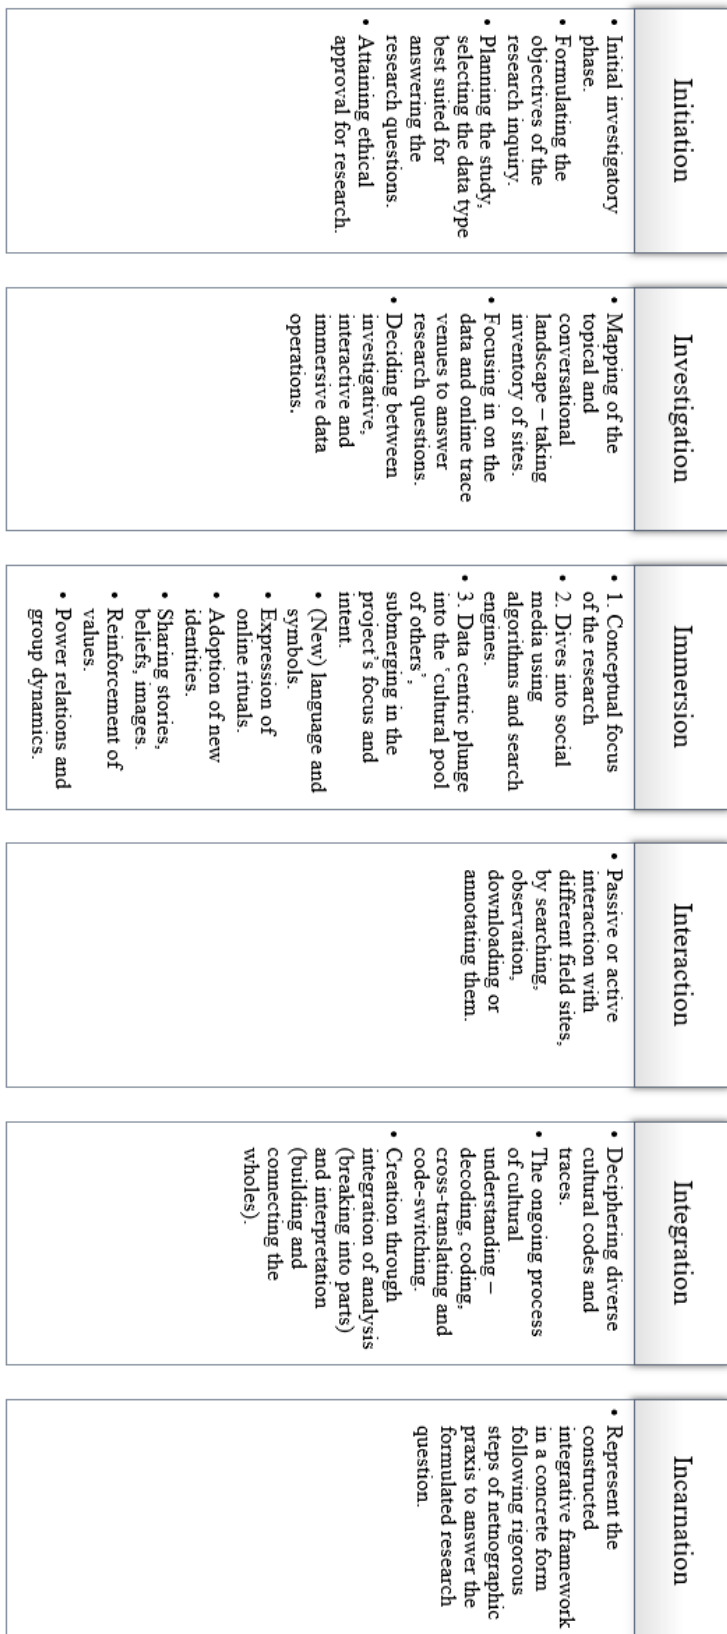 Initiation
• Initial investigatory
phase.
• Formulating the
objectives of the
research inquiry.
• Planning the study,
selecting the data type
best suited for
answering the
research questions.
• Attaining ethical
approval for research.
Investigation
• Mapping of the
topical and
conversational
landscape – taking
inventory of sites.
• Focusing in on the
data and online trace
venues to answer
research questions.
• Deciding between
investigative,
interactive and
immersive data
operations.
Immersion
• 1. Conceptual focus
of the research
• 2. Dives into social
media using
algorithms and search
engines.
• 3. Data centric plunge
into the ‘cultural pool
of others’,
submerging in the
project’s focus and
intent.
• (New) language and
symbols.
• Expression of
online rituals.
• Adoption of new
identities.
• Sharing stories,
beliefs, images.
• Reinforcement of
values.
• Power relations and
group dynamics.
Interaction
• Passive or active
interaction with
different field sites,
by searching,
observation,
downloading or
annotating them.
Integration
• Deciphering diverse
cultural codes and
traces.
• The ongoing process
of cultural
understanding –
decoding, coding,
cross-translating and
code-switching.
• Creation through
integration of analysis
(breaking into parts)
and interpretation
(building and
connecting the
wholes).
Incarnation
• Represent the
constructed
integrative framework
in a concrete form
following rigorous
steps of netnographic
praxis to answer the
formulated research
question.